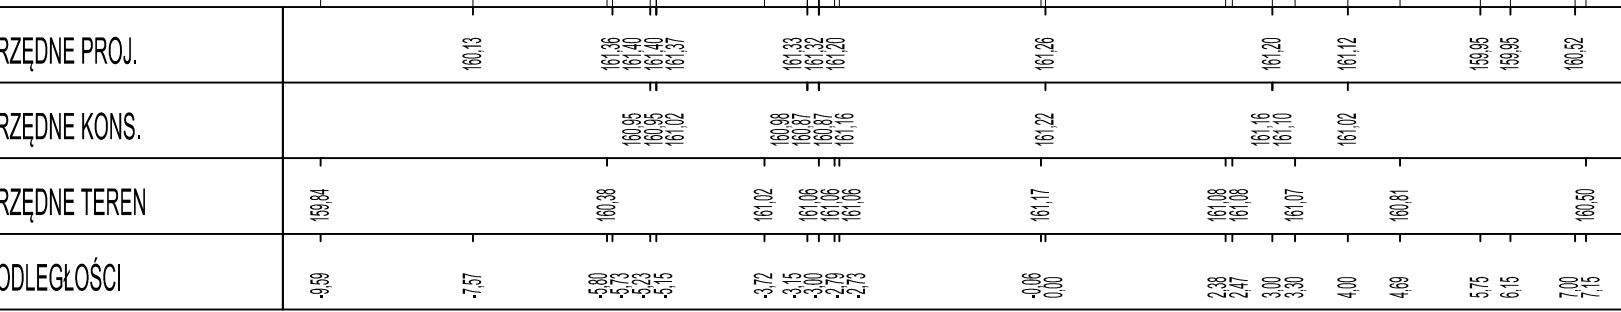 RZĘDNE PROJ. 160,13 161,36 161,40 161,40 161,37 161,33 161,32 161,20 161,26 161,20 161,12 159,95 159,95 160,52
RZĘDNE KONS. 160,95 160,95 161,02 160,98 160,87 160,87 161,16 161,22 161,16 161,10 161,02
RZĘDNE TEREN 159,84 160,38 161,02 161,06 161,06 161,06 161,17 161,08 161,08 161,07 160,81 160,50
ODLEGŁOŚCI -9,59 -7,57 -5,80 -5,73 -5,23 -5,15 -3,72 -3,15 -3,00 -2,79 -2,73 -0,06 0,00 2,38 2,47 3,00 3,30 4,00 4,69 5,75 6,15 7,00 7,15